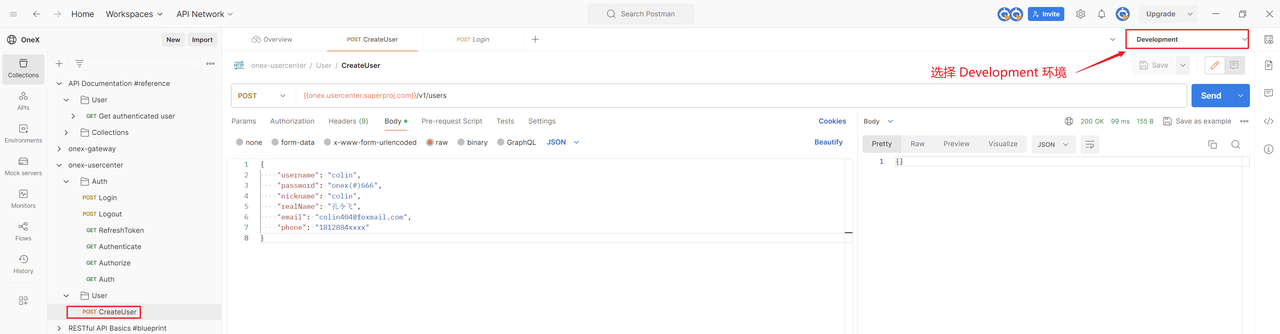 Home Workspaces API Network Search Postman Invite Upgrade
OneX New Import Overview POST CreateUser POST Login Development
选择 Development 环境
Collections
APIs
Environments
Mock servers
Monitors
Flows
History
API Documentation #reference
User
GET Get authenticated user
Collections
onex-gateway
onex-usercenter
Auth
POST Login
POST Logout
GET RefreshToken
GET Authenticate
GET Authorize
GET Auth
User
POST CreateUser
RESTful API Basics #blueprint
onex-usercenter / User / CreateUser Save
POST {{onex.usercenter.superproj.com}}/v1/users Send
Params Authorization Headers (9) Body Pre-request Script Tests Settings Cookies
none form-data x-www-form-urlencoded raw binary GraphQL JSON Beautify
1 {
2 "username": "colin",
3 "password": "onex(#)666",
4 "nickname": "colin",
5 "realName": "孔令飞",
6 "email": "colin404@foxmail.com",
7 "phone": "1812884xxxx"
8 }
Body 200 OK 99 ms 155 B Save as example
Pretty Raw Preview Visualize JSON
1 {}